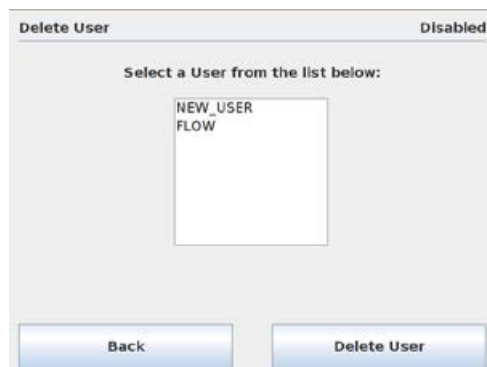 Delete User Disabled
Select a User from the list below:
NEW_USER
FLOW
Back Delete User